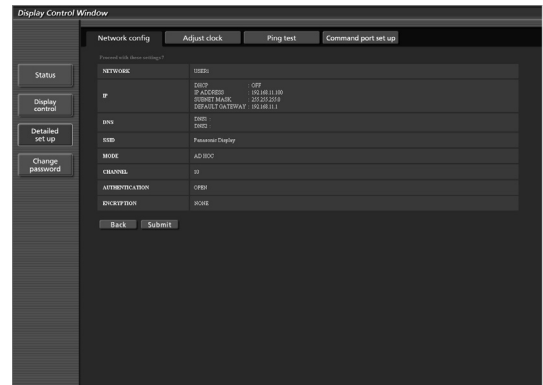 Display Control Window
Network config
Adjust clock
Ping test
Command port set up
Proceed with these settings?
Status
Display control
Detailed set up
Change password
NETWORK USER1
IP
DHCP : OFF
IP ADDRESS : 192.168.11.100
SUBNET MASK : 255.255.255.0
DEFAULT GATEWAY : 192.168.11.1
DNS
DNS1 :
DNS2 :
SSID Panasonic Display
MODE AD HOC
CHANNEL 10
AUTHENTICATION OPEN
ENCRYPTION NONE
Back Submit